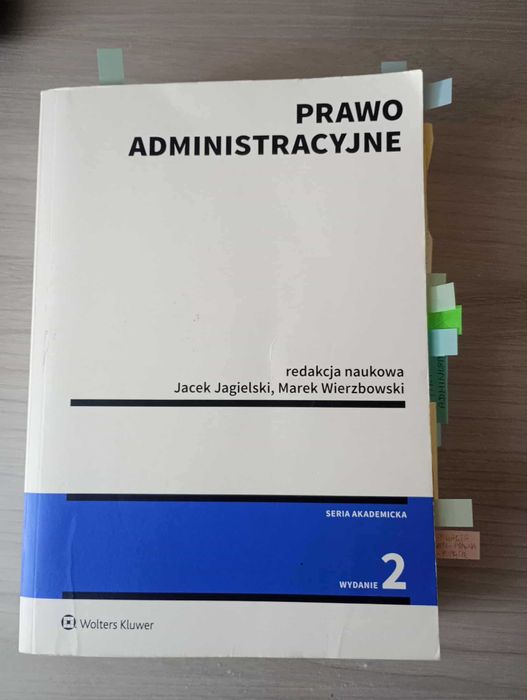 PRAWO
ADMINISTRACYJNE
redakcja naukowa
Jacek Jagielski, Marek Wierzbowski
SERIA AKADEMICKA
WYDANIE 2
Wolters Kluwer